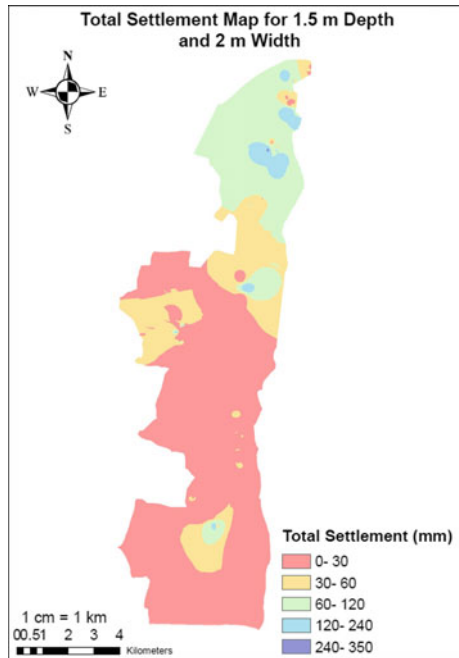 Total Settlement Map for 1.5 m Depth
and 2 m Width
N
W E
S
Total Settlement (mm)
0- 30
30- 60
60- 120
120- 240
240- 350
1 cm = 1 km
00.51 2 3 4
Kilometers